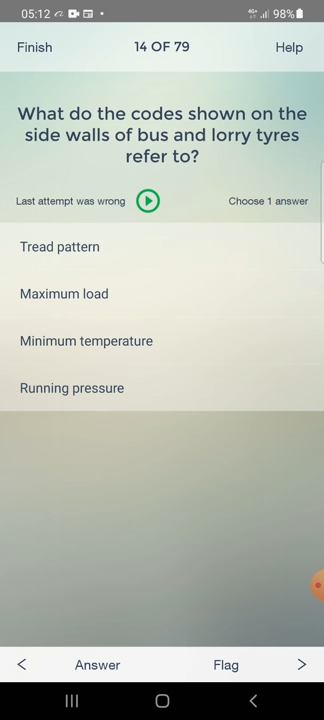 05:12
4G+
98%
Finish
14 OF 79
Help
What do the codes shown on the
side walls of bus and lorry tyres
refer to?
Last attempt was wrong
Choose 1 answer
Tread pattern
Maximum load
Minimum temperature
Running pressure
Answer
Flag